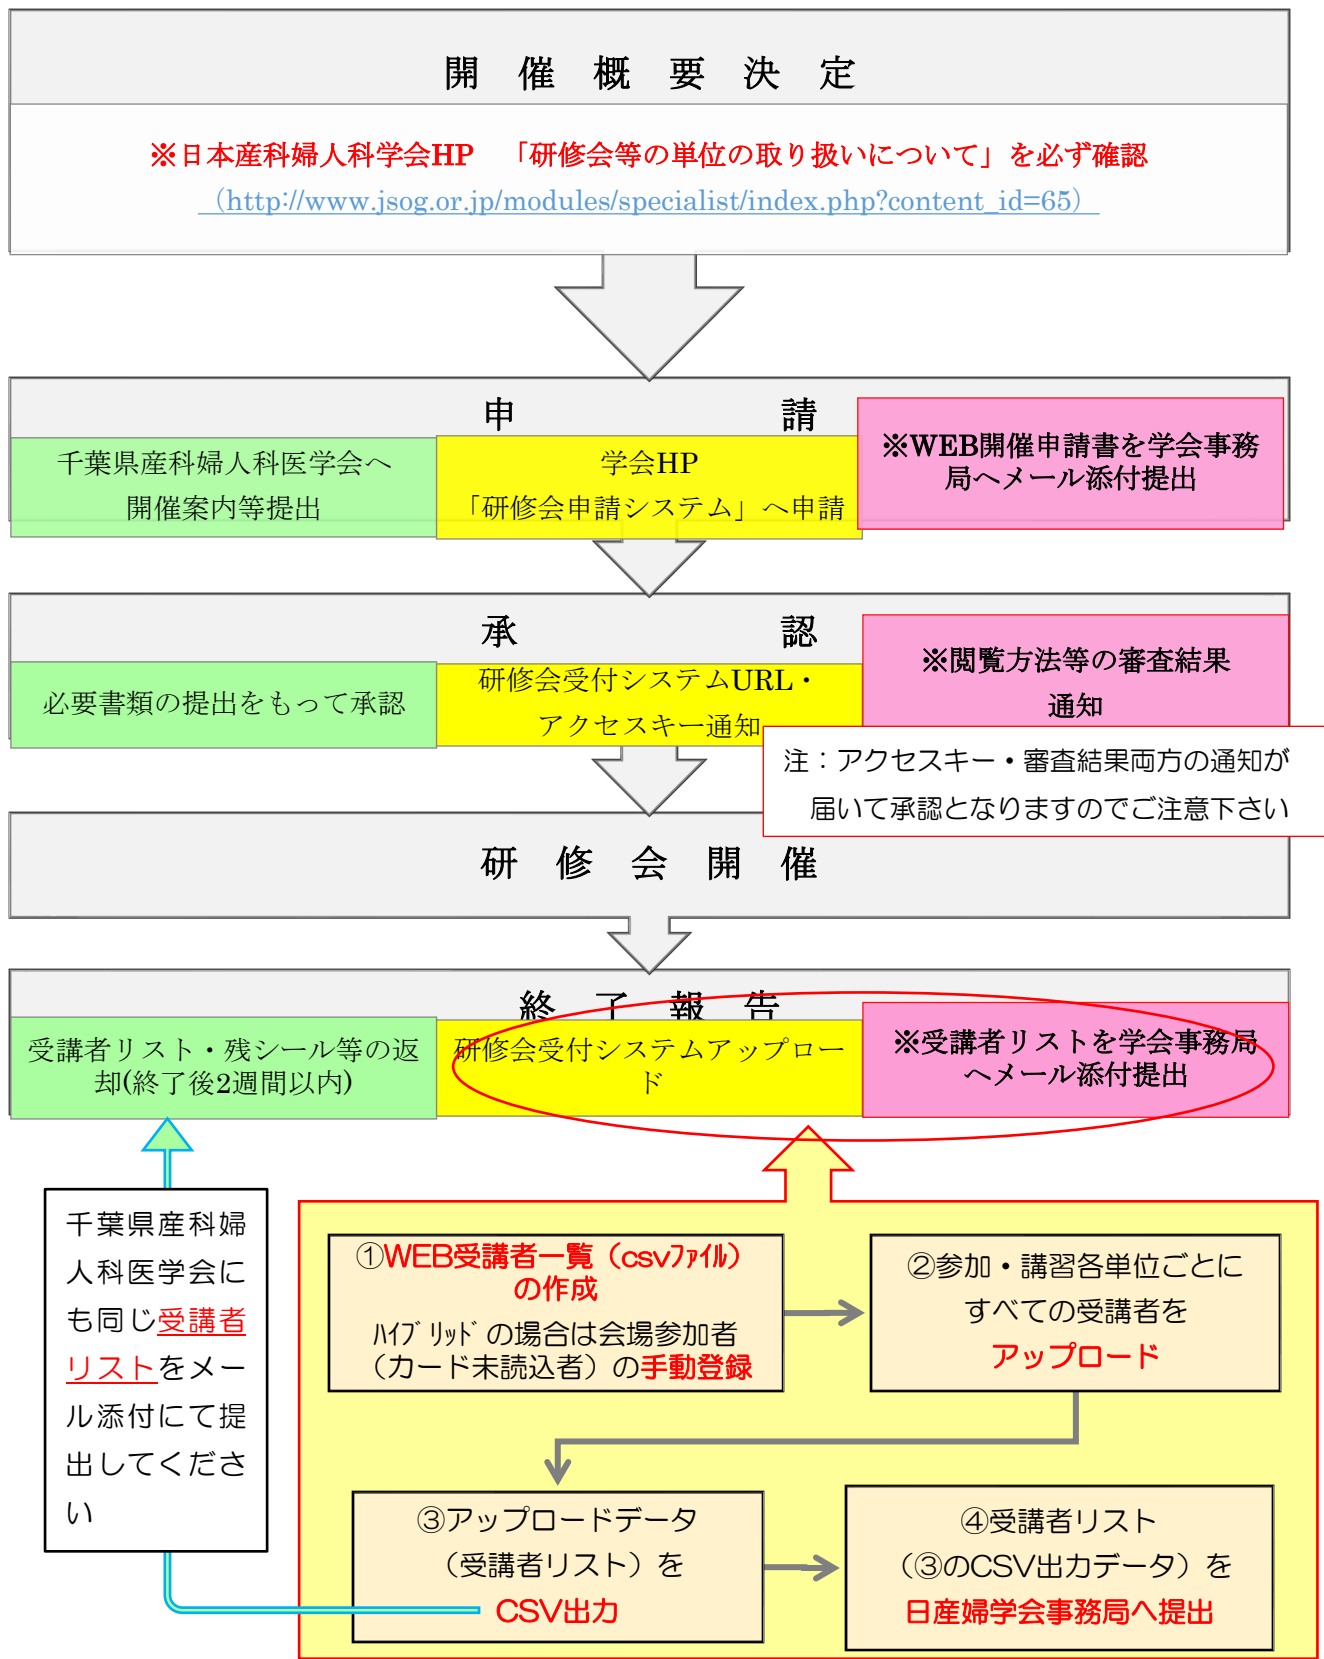 開 催 概 要 決 定
※日本産科婦人科学会HP 「研修会等の単位の取り扱いについて」を必ず確認
（http://www.jsog.or.jp/modules/specialist/index.php?content_id=65）
申 請
千葉県産科婦人科医学会へ
開催案内等提出
学会HP
「研修会申請システム」へ申請
※WEB開催申請書を学会事務
局へメール添付提出
承 認
必要書類の提出をもって承認
研修会受付システムURL・
アクセスキー通知
※閲覧方法等の審査結果
通知
注：アクセスキー・審査結果両方の通知が
届いて承認となりますのでご注意下さい
研 修 会 開 催
終 了 報 告
受講者リスト・残シール等の返
却(終了後2週間以内)
研修会受付システムアップロー
ド
※受講者リストを学会事務局
へメール添付提出
千葉県産科婦
人科医学会に
も同じ受講者
リストをメー
ル添付にて提
出してくださ
い
①WEB受講者一覧（csvﾌｧｲﾙ）
の作成
ﾊｲﾌﾞﾘｯﾄﾞの場合は会場参加者
（カード未読込者）の手動登録
②参加・講習各単位ごとに
すべての受講者を
アップロード
③アップロードデータ
（受講者リスト）を
CSV出力
④受講者リスト
（③のCSV出力データ）を
日産婦学会事務局へ提出